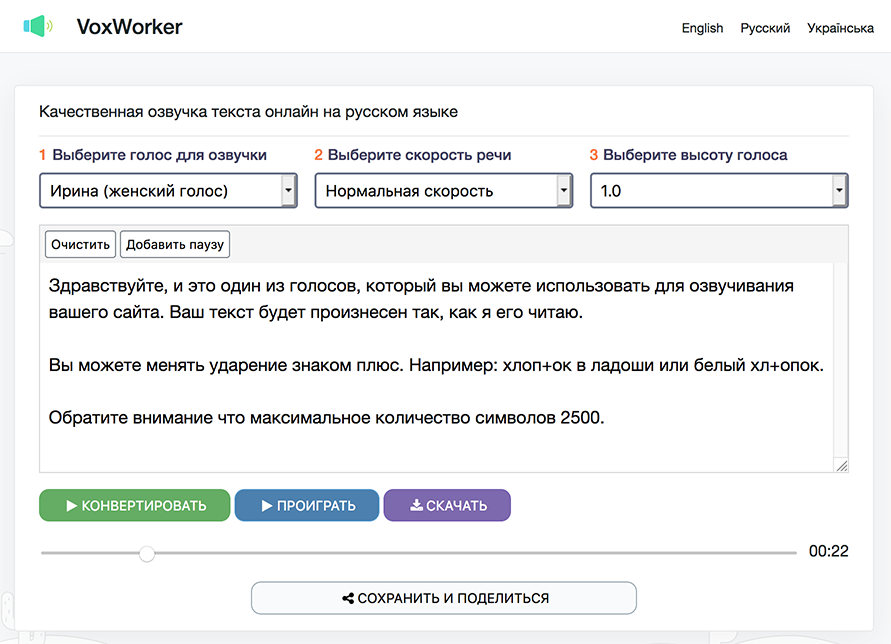 VoxWorker
English Русский Українська
Качественная озвучка текста онлайн на русском языке
1 Выберите голос для озвучки
2 Выберите скорость речи
3 Выберите высоту голоса
Ирина (женский голос)
Нормальная скорость
1.0
Очистить
Добавить паузу
Здравствуйте, и это один из голосов, который вы можете использовать для озвучивания
вашего сайта. Ваш текст будет произнесен так, как я его читаю.
Вы можете менять ударение знаком плюс. Например: хлоп+ок в ладоши или белый хл+опок.
Обратите внимание что максимальное количество символов 2500.
КОНВЕРТИРОВАТЬ
ПРОИГРАТЬ
СКАЧАТЬ
00:22
СОХРАНИТЬ И ПОДЕЛИТЬСЯ